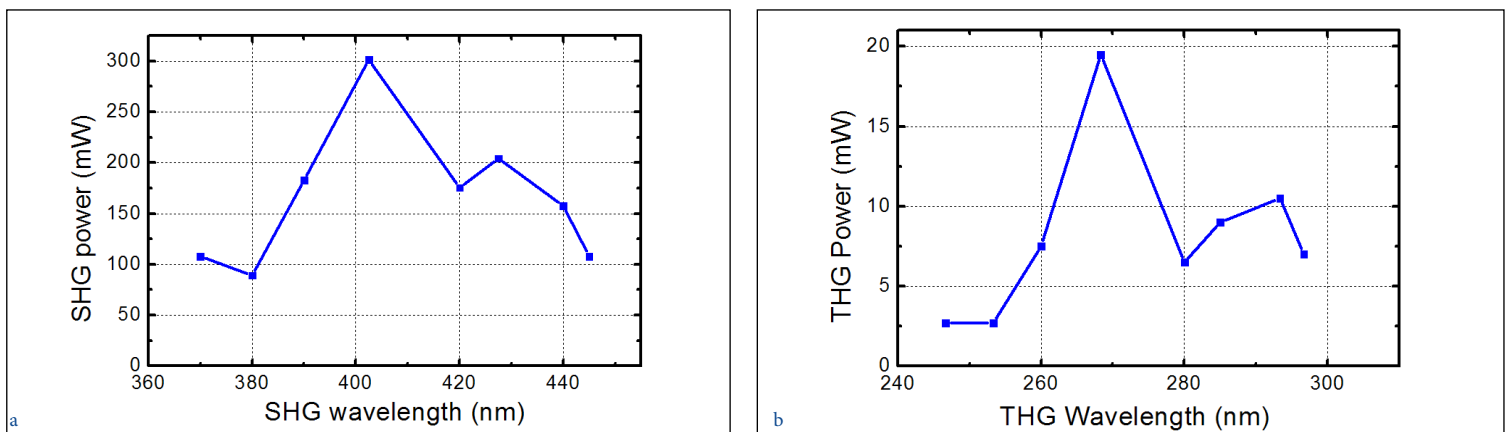 300
250
200
150
100
50
0
SHG power (mW)
360 380 400 420 440
SHG wavelength (nm)
a
20
15
10
5
0
THG Power (mW)
240 260 280 300
THG Wavelength (nm)
b